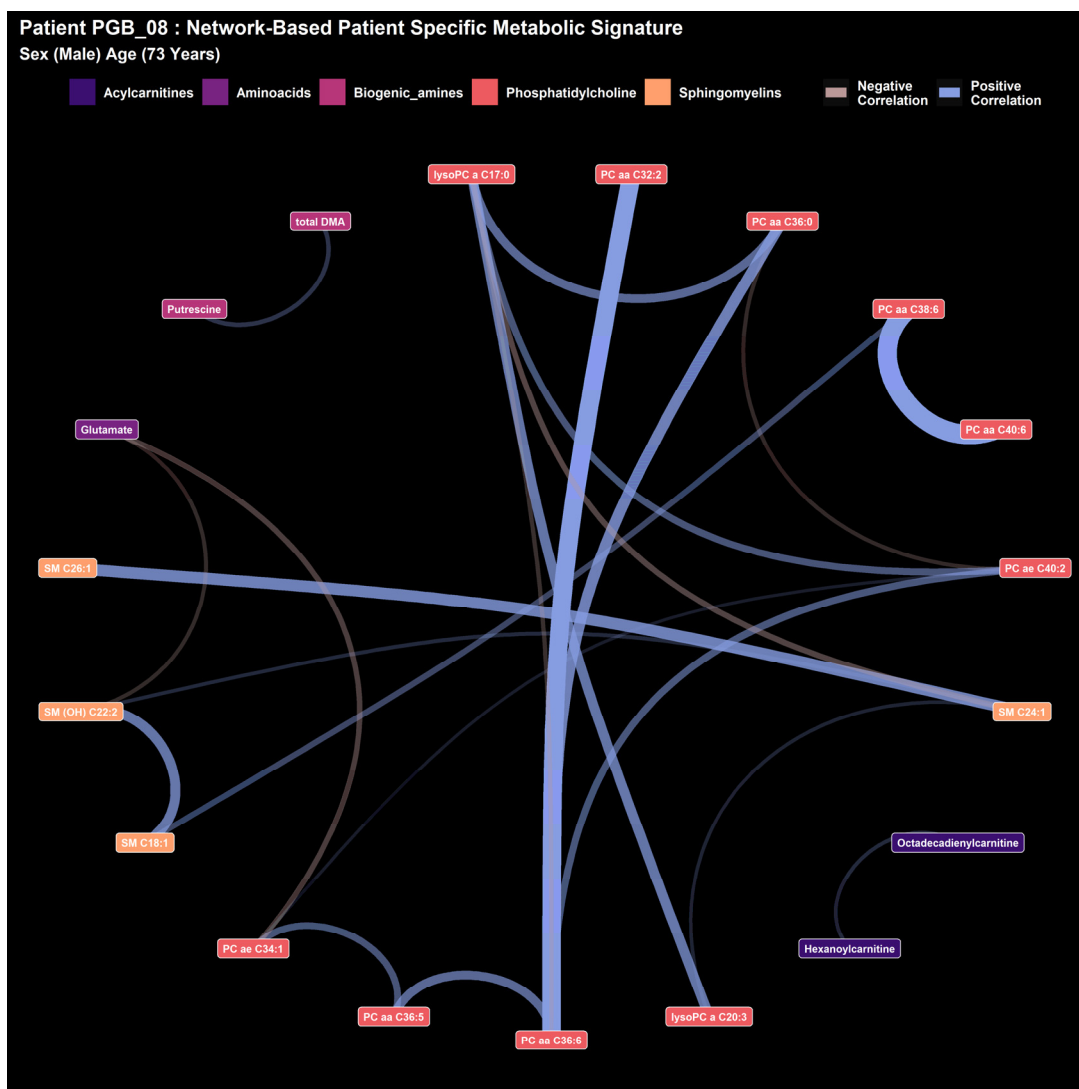 Patient PGB_08 : Network-Based Patient Specific Metabolic Signature
Sex (Male) Age (73 Years)
Acylcarnitines
Aminoacids
Biogenic_amines
Phosphatidylcholine
Sphingomyelins
Negative
Correlation
Positive
Correlation
lysoPC a C17:0
PC aa C32:2
total DMA
PC aa C36:0
Putrescine
PC aa C38:6
Glutamate
PC aa C40:6
SM C26:1
PC ae C40:2
SM (OH) C22:2
SM C24:1
SM C18:1
Octadecadienylcarnitine
PC ae C34:1
Hexanoylcarnitine
PC aa C36:5
lysoPC a C20:3
PC aa C36:6